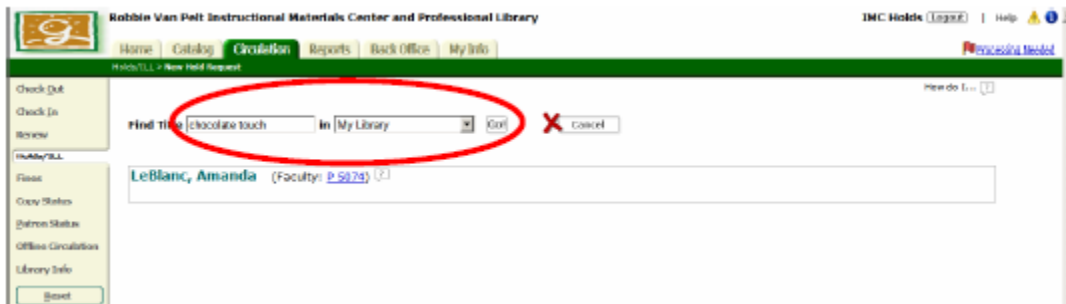 Robbie Van Pelt Instructional Materials Center and Professional Library
IMC Holds Logout | Help
Home Catalog Circulation Reports Back Office My Info
Processing Needed
Holds/ILL > New Hold Request
How do I... ?
Check Out
Check In
Renew
Holds/ILL
Fines
Copy Status
Patron Status
Offline Circulation
Library Info
Reset
Find Title chocolate touch in My Library Go! Cancel
LeBlanc, Amanda (Faculty: P 5074) ?